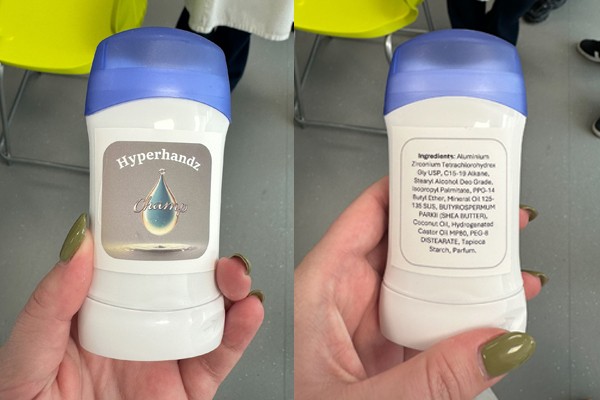 Hyperhandz
Champ
Ingredients: Aluminium
Zirconium Tetrachlorohydrex
Gly USP, C15-19 Alkane,
Stearyl Alcohol Deo Grade,
Isopropyl Palmitate, PPG-14
Butyl Ether, Mineral Oil 125-
135 SUS, BUTYROSPERMUM
PARKII (SHEA BUTTER),
Coconut Oil, Hydrogenated
Castor Oil MP80, PEG-8
DISTEARATE, Tapioca
Starch, Parfum.